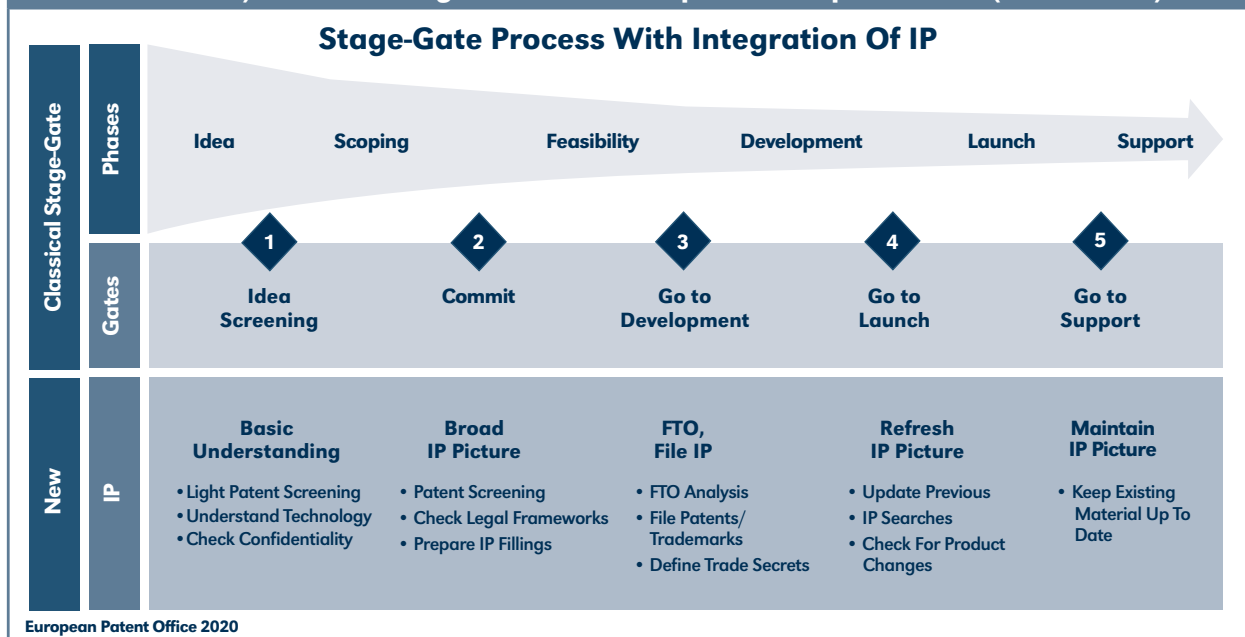 Stage-Gate Process With Integration Of IP
Classical Stage-Gate
Phases
Idea
Scoping
Feasibility
Development
Launch
Support
Gates
1
2
3
4
5
Idea
Screening
Commit
Go to
Development
Go to
Launch
Go to
Support
New
IP
Basic
Understanding
• Light Patent Screening
• Understand Technology
• Check Confidentiality
Broad
IP Picture
• Patent Screening
• Check Legal Frameworks
• Prepare IP Fillings
FTO,
File IP
• FTO Analysis
• File Patents/
Trademarks
• Define Trade Secrets
Refresh
IP Picture
• Update Previous
• IP Searches
• Check For Product
Changes
Maintain
IP Picture
• Keep Existing
Material Up To
Date
European Patent Office 2020